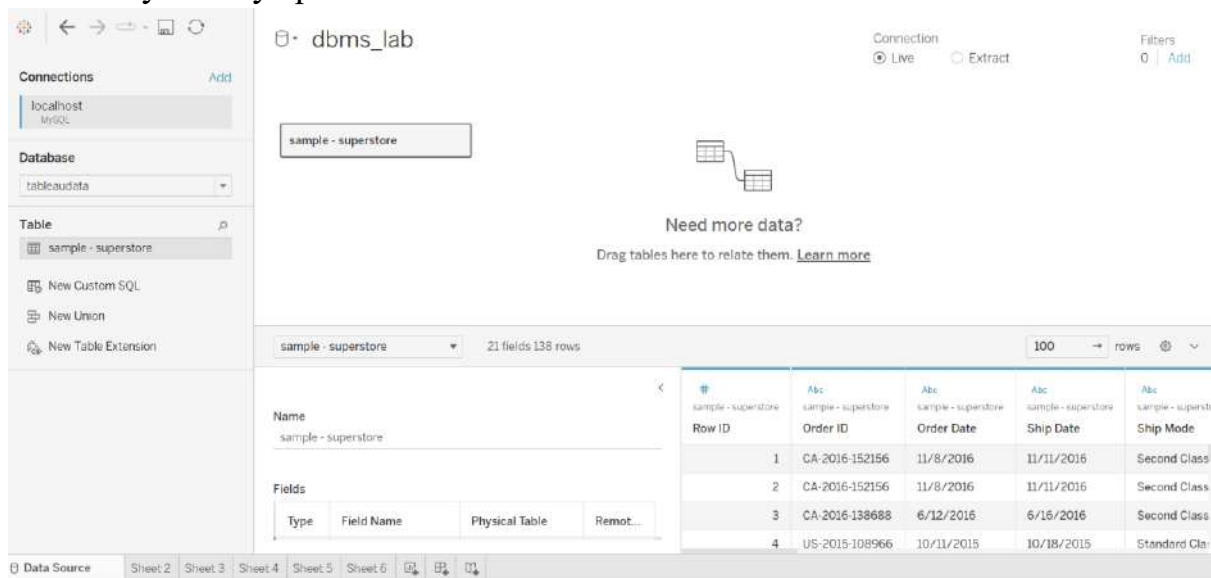 dbms_lab
Connection
Live Extract
Filters
0 Add
Connections Add
localhost
MySQL
Database
tableaudata
Table
sample - superstore
New Custom SQL
New Union
New Table Extension
sample - superstore
Need more data?
Drag tables here to relate them. Learn more
sample - superstore 21 fields 138 rows 100 → rows
Name
sample - superstore
Fields
Type Field Name Physical Table Remot...
# Abc Abc Abc Abc
sample - superstore sample - superstore sample - superstore sample - superstore sample - superst
Row ID Order ID Order Date Ship Date Ship Mode
1 CA-2016-152156 11/8/2016 11/11/2016 Second Class
2 CA-2016-152156 11/8/2016 11/11/2016 Second Class
3 CA-2016-138688 6/12/2016 6/16/2016 Second Class
4 US-2015-108966 10/11/2015 10/18/2015 Standard Cla
Data Source Sheet 2 Sheet 3 Sheet 4 Sheet 5 Sheet 6